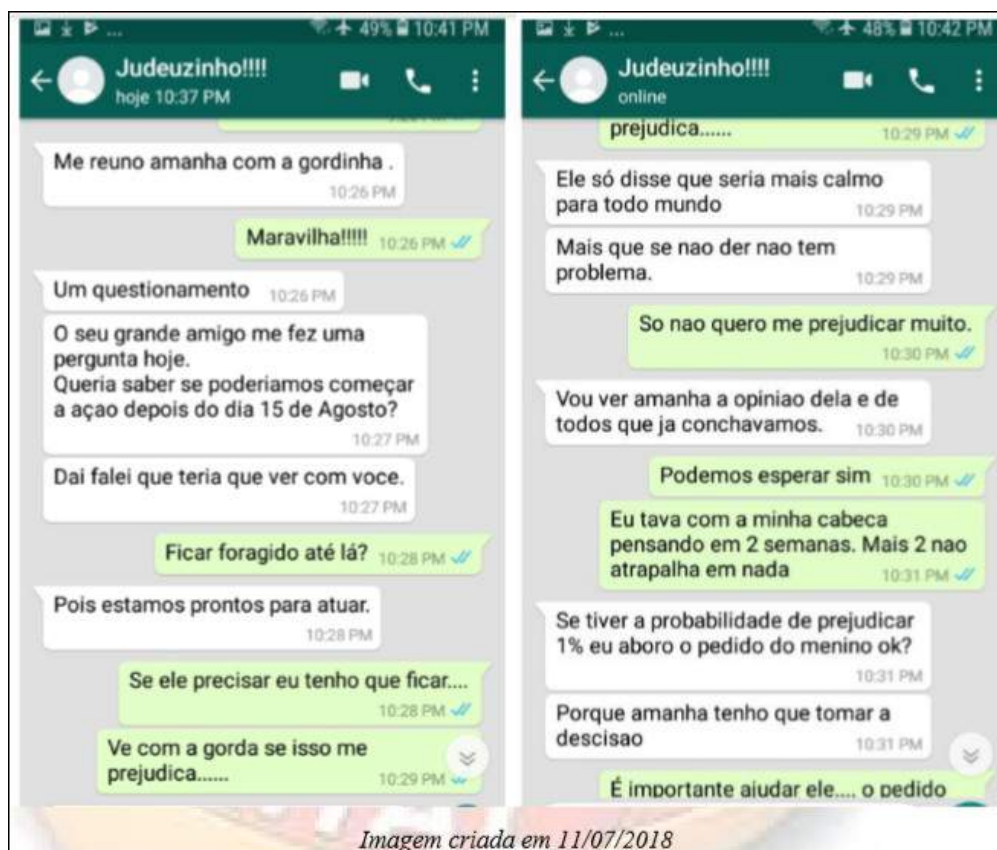 ... 49% 10:41 PM
Judeuzinho!!!!
hoje 10:37 PM
Me reuno amanha com a gordinha .
10:26 PM
Maravilha!!!!! 10:26 PM
Um questionamento 10:26 PM
O seu grande amigo me fez uma
pergunta hoje.
Queria saber se poderiamos começar
a açao depois do dia 15 de Agosto?
10:27 PM
Dai falei que teria que ver com voce.
10:27 PM
Ficar foragido até lá? 10:28 PM
Pois estamos prontos para atuar.
10:28 PM
Se ele precisar eu tenho que ficar....
10:28 PM
Ve com a gorda se isso me
prejudica...... 10:29 PM
... 48% 10:42 PM
Judeuzinho!!!!
online
prejudica...... 10:29 PM
Ele só disse que seria mais calmo
para todo mundo 10:29 PM
Mais que se nao der nao tem
problema. 10:29 PM
So nao quero me prejudicar muito.
10:30 PM
Vou ver amanha a opiniao dela e de
todos que ja conchavamos. 10:30 PM
Podemos esperar sim 10:30 PM
Eu tava com a minha cabeca
pensando em 2 semanas. Mais 2 nao
atrapalha em nada 10:31 PM
Se tiver a probabilidade de prejudicar
1% eu aboro o pedido do menino ok?
10:31 PM
Porque amanha tenho que tomar a
descisao 10:31 PM
É importante ajudar ele.... o pedido
Imagem criada em 11/07/2018